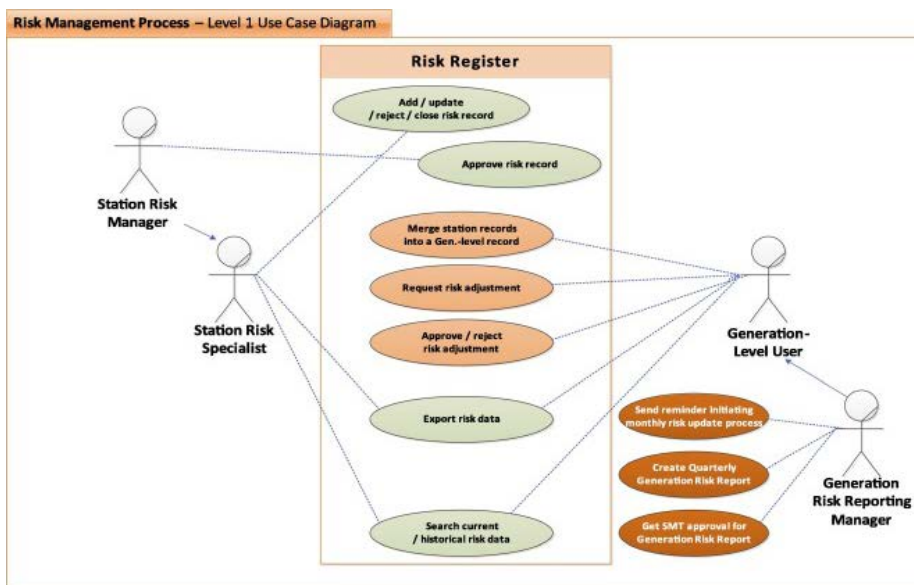 Risk Management Process – Level 1 Use Case Diagram
Risk Register
Add / update
/ reject / close risk record
Approve risk record
Station Risk
Manager
Merge station records
into a Gen.-level record
Request risk adjustment
Station Risk
Specialist
Approve / reject
risk adjustment
Generation-
Level User
Export risk data
Send reminder initiating
monthly risk update process
Create Quarterly
Generation Risk Report
Generation
Risk Reporting
Manager
Get SMT approval for
Generation Risk Report
Search current
/ historical risk data